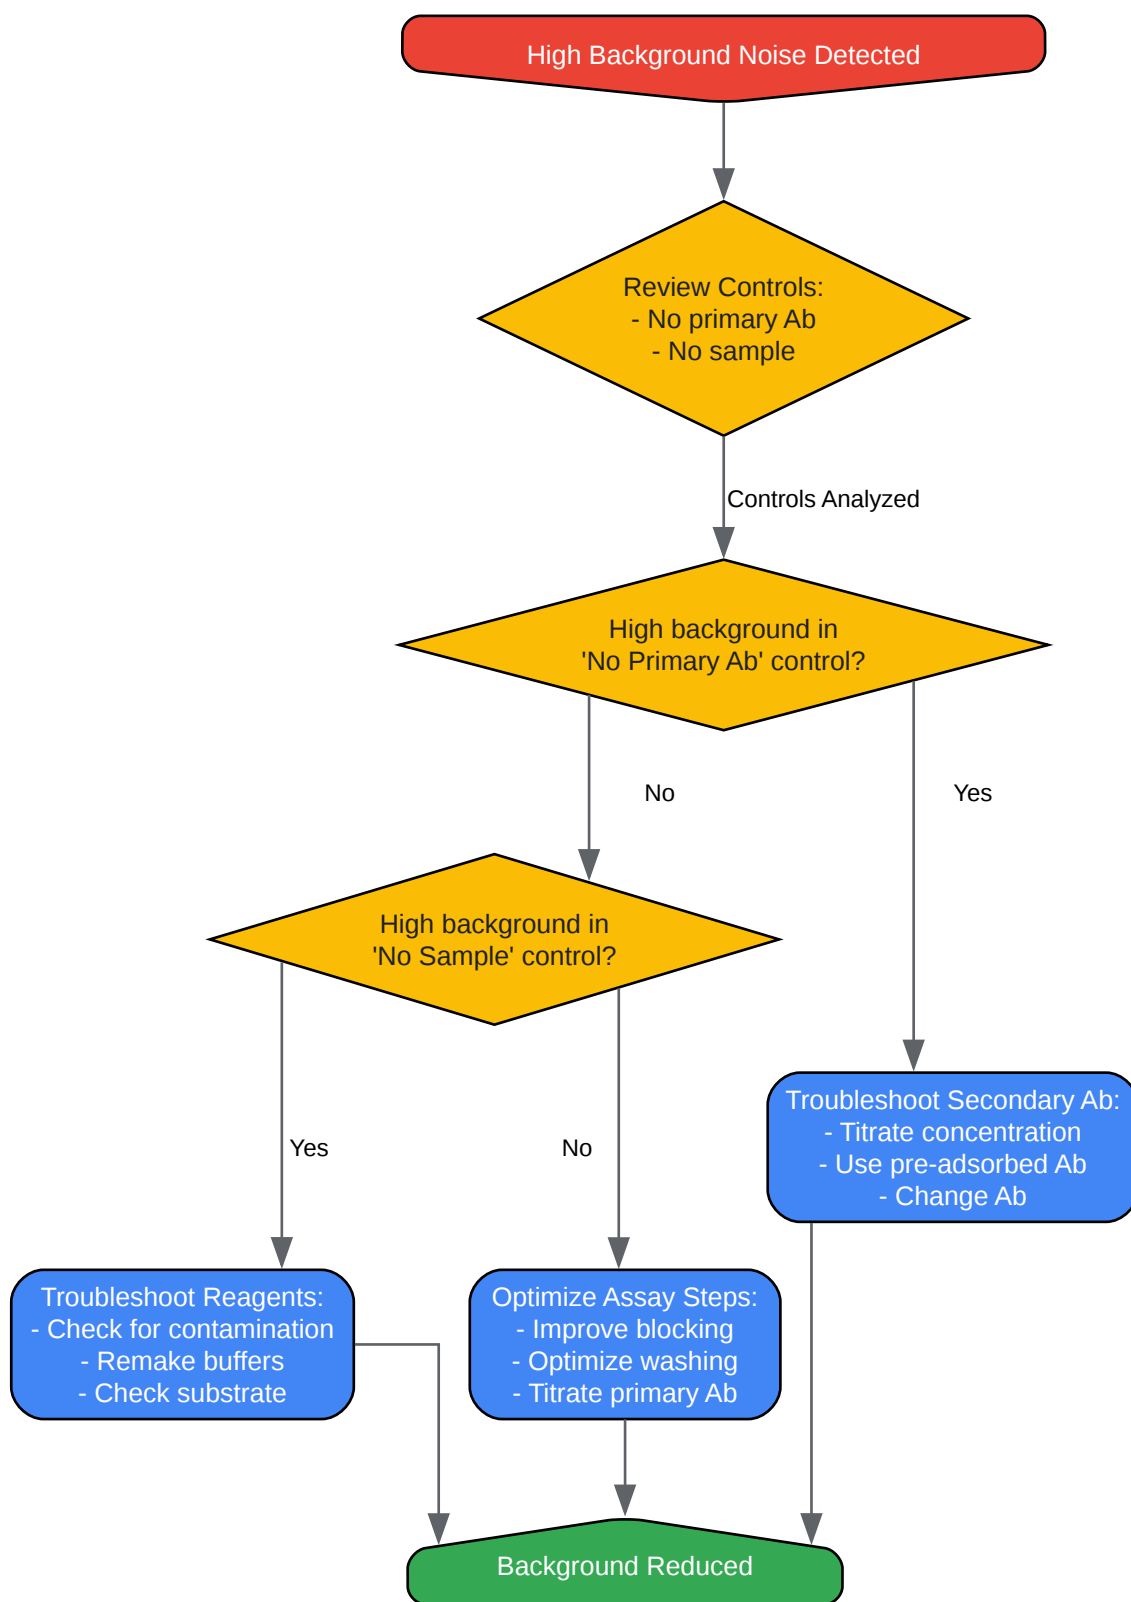 High Background Noise Detected
Review Controls:
- No primary Ab
- No sample
Controls Analyzed
High background in
'No Primary Ab' control?
No
Yes
High background in
'No Sample' control?
Yes
No
Troubleshoot Secondary Ab:
- Titrate concentration
- Use pre-adsorbed Ab
- Change Ab
Troubleshoot Reagents:
- Check for contamination
- Remake buffers
- Check substrate
Optimize Assay Steps:
- Improve blocking
- Optimize washing
- Titrate primary Ab
Background Reduced